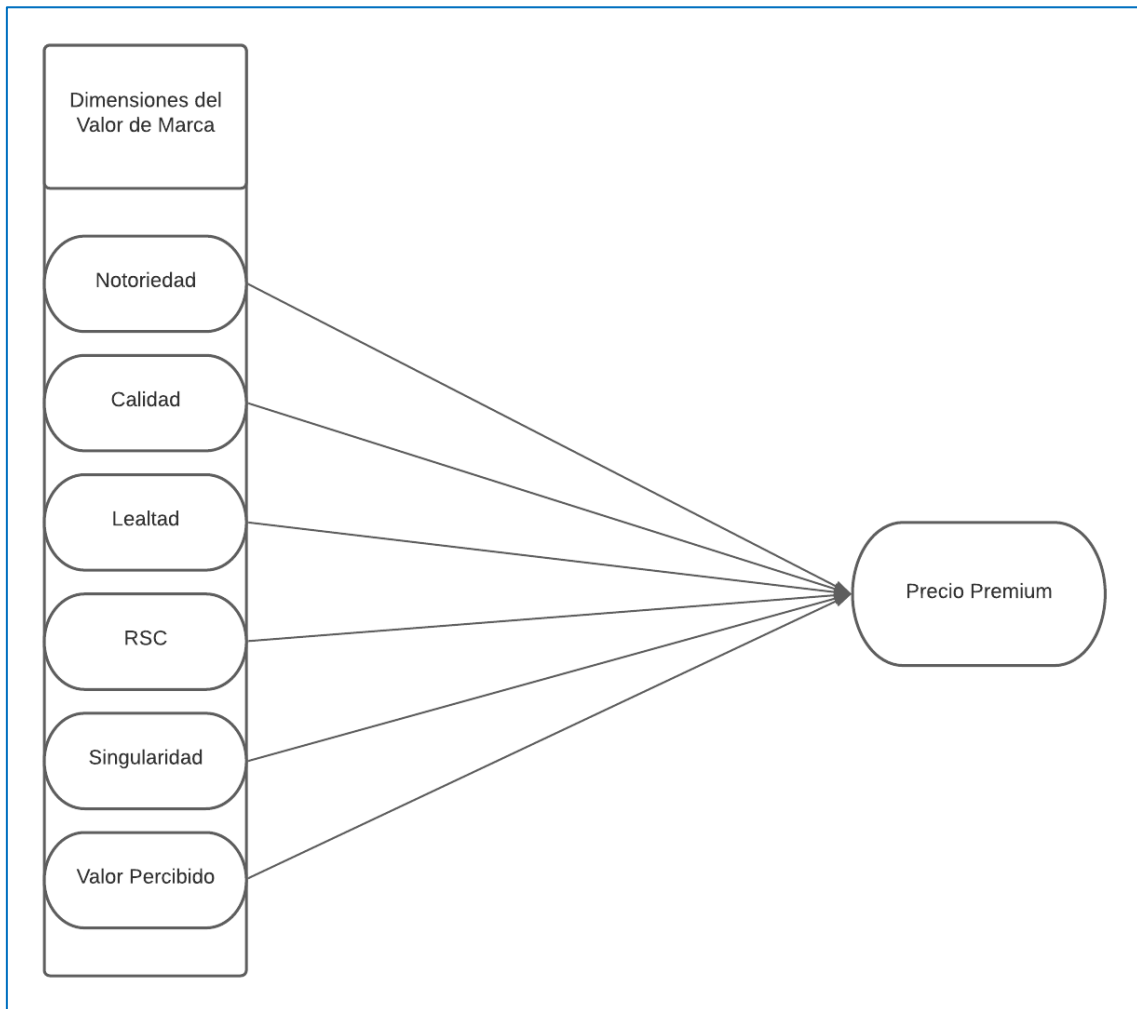 Dimensiones del
Valor de Marca
Notoriedad
Calidad
Lealtad
RSC
Singularidad
Valor Percibido
Precio Premium